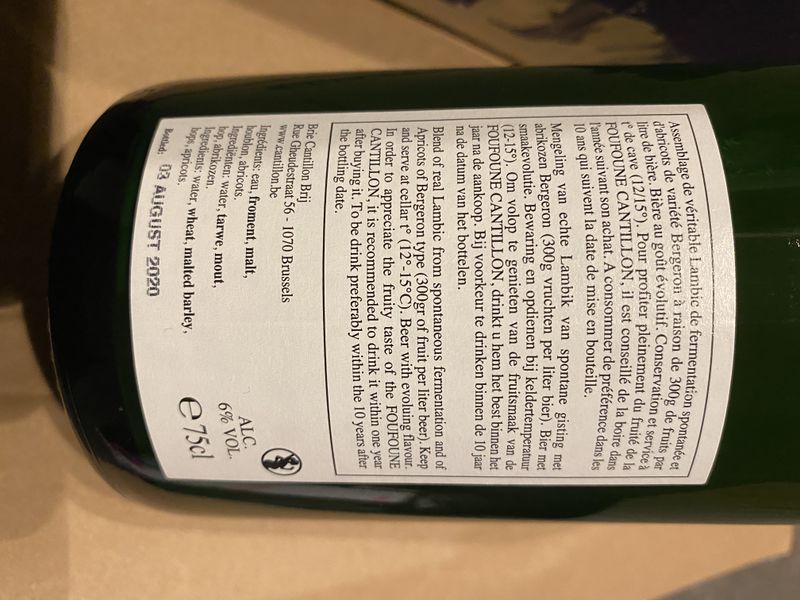 Assemblage de véritable Lambic de fermentation spontanée et
d'abricots de variété Bergeron à raison de 300g de fruits par
litre de bière. Bière au goût évolutif. Conservation et service à
t° de cave (12/15°). Pour profiter pleinement du fruité de la
FOUFOUNE CANTILLON, il est conseillé de la boire dans
l'année suivant son achat. A consommer de préférence dans les
10 ans qui suivent la date de mise en bouteille.
Mengeling van echte Lambik van spontane gisting met
abrikozen Bergeron (300g vruchten per liter bier). Bier met
smaakevolutie. Bewaring en opdienen bij keldertemperatuur
(12-15°). Om volop te genieten van de fruitsmaak van de
FOUFOUNE CANTILLON, drinkt u hem het best binnen het
jaar na de aankoop. Bij voorkeur te drinken binnen de 10 jaar
na de datum van het bottelen.
Blend of real Lambic from spontaneous fermentation and of
Apricots of Bergeron type (300gr of fruit per liter beer). Keep
and serve at cellar t° (12°-15°C). Beer with evoluing flavour.
In order to appreciate the fruity taste of the FOUFOUNE
CANTILLON, it is recommended to drink it within one year
after buying it. To be drink preferably within the 10 years after
the bottling date.
Brie Cantillon Brij
Rue Gheudestraat 56 - 1070 Brussels
www.cantillon.be
Ingrédients: eau, froment, malt,
houblon, abricots.
Ingrediënten: water, tarwe, mout,
hop, abrikozen.
Ingredients: water, wheat, malted barley,
hops, apricots.
Bottled: 03 AUGUST 2020
ALC.
6% VOL.
℮ 75cl